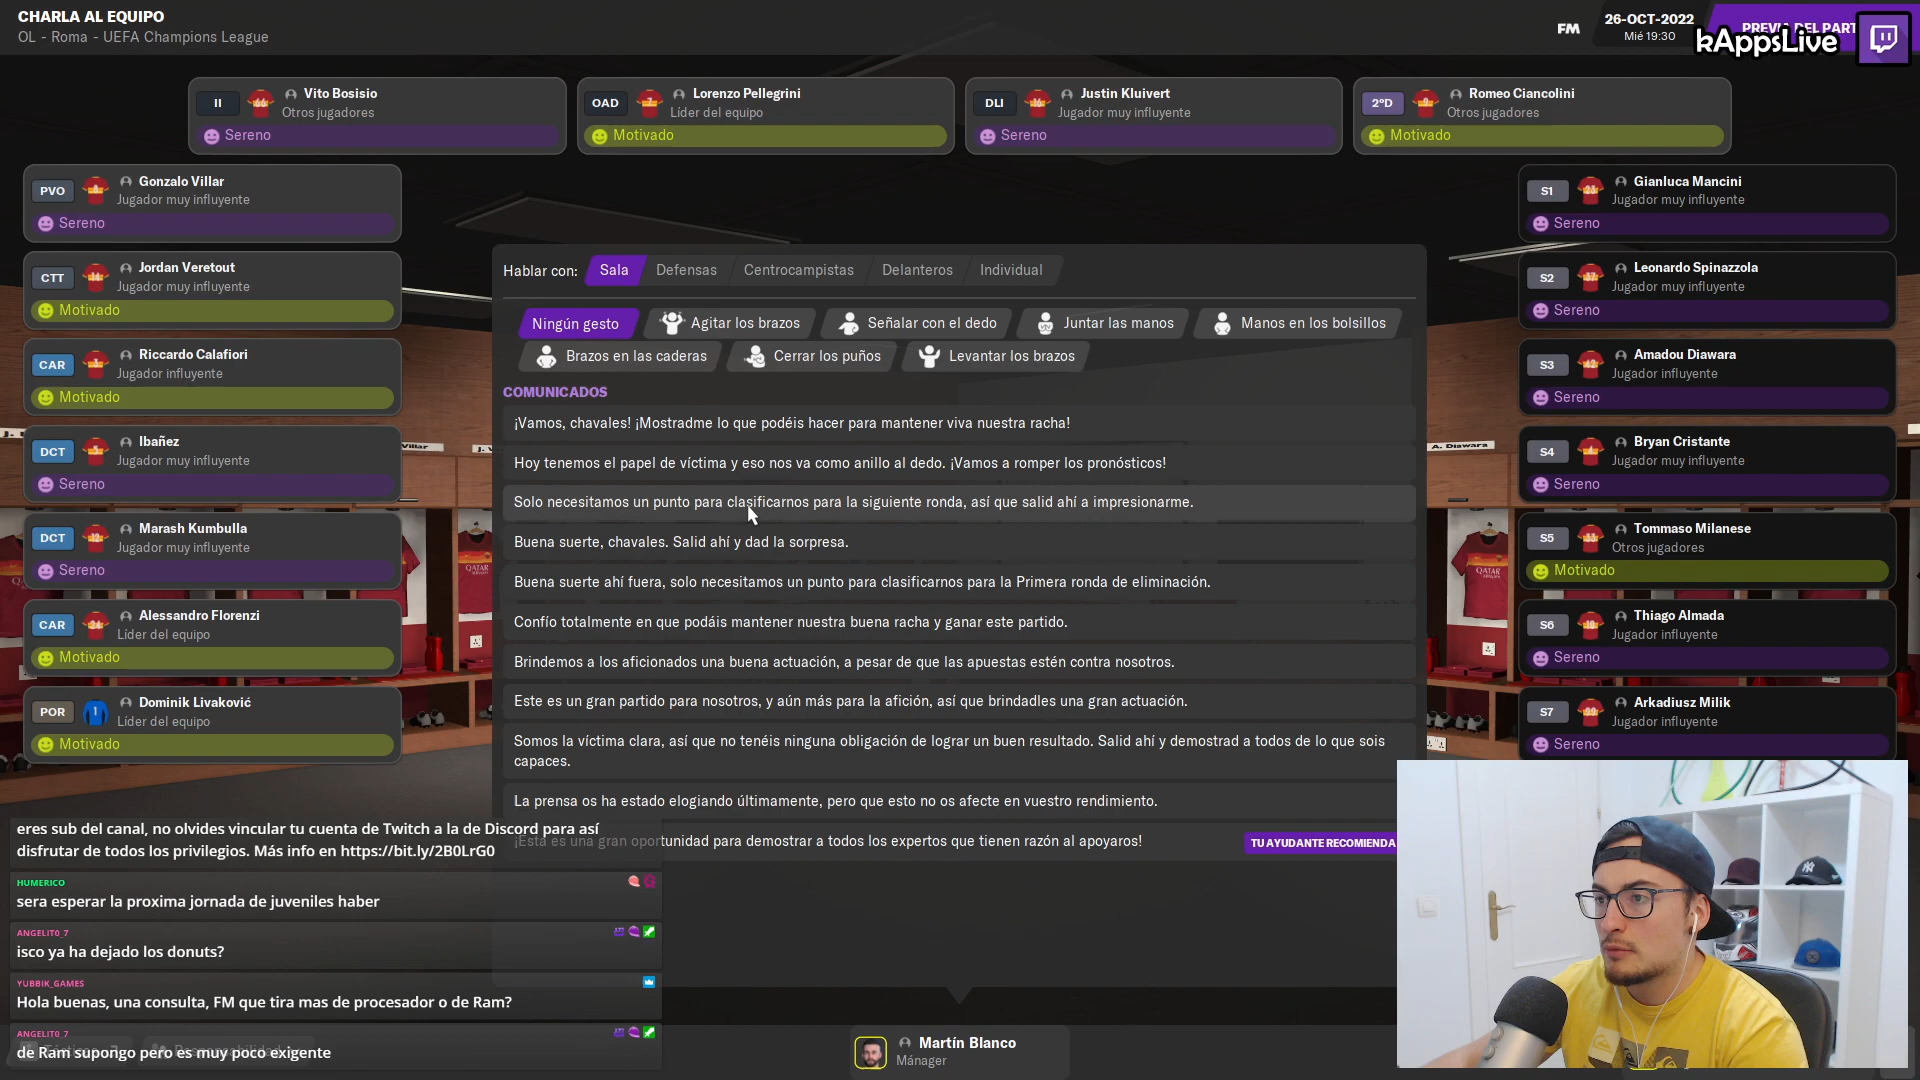 CHARLA AL EQUIPO
OL - Roma - UEFA Champions League
FM
26-OCT-2022
Mié 19:30
PREVIA DEL PART
kAppsLive
II
Vito Bosisio
Otros jugadores
Sereno
OAD
Lorenzo Pellegrini
Líder del equipo
Motivado
DLI
Justin Kluivert
Jugador muy influyente
Sereno
2ºD
Romeo Ciancolini
Otros jugadores
Motivado
PVO
Gonzalo Villar
Jugador muy influyente
Sereno
CTT
Jordan Veretout
Jugador muy influyente
Motivado
CAR
Riccardo Calafiori
Jugador influyente
Motivado
DCT
Ibañez
Jugador muy influyente
Sereno
DCT
Marash Kumbulla
Jugador muy influyente
Sereno
CAR
Alessandro Florenzi
Líder del equipo
Motivado
POR
Dominik Livaković
Líder del equipo
Motivado
S1
Gianluca Mancini
Jugador muy influyente
Sereno
S2
Leonardo Spinazzola
Jugador muy influyente
Sereno
S3
Amadou Diawara
Jugador influyente
Sereno
S4
Bryan Cristante
Jugador muy influyente
Sereno
S5
Tommaso Milanese
Otros jugadores
Motivado
S6
Thiago Almada
Jugador influyente
Sereno
S7
Arkadiusz Milik
Jugador influyente
Sereno
Hablar con: Sala Defensas Centrocampistas Delanteros Individual
Ningún gesto Agitar los brazos Señalar con el dedo Juntar las manos Manos en los bolsillos
Brazos en las caderas Cerrar los puños Levantar los brazos
COMUNICADOS
¡Vamos, chavales! ¡Mostradme lo que podéis hacer para mantener viva nuestra racha!
Hoy tenemos el papel de víctima y eso nos va como anillo al dedo. ¡Vamos a romper los pronósticos!
Solo necesitamos un punto para clasificarnos para la siguiente ronda, así que salid ahí a impresionarme.
Buena suerte, chavales. Salid ahí y dad la sorpresa.
Buena suerte ahí fuera, solo necesitamos un punto para clasificarnos para la Primera ronda de eliminación.
Confío totalmente en que podáis mantener nuestra buena racha y ganar este partido.
Brindemos a los aficionados una buena actuación, a pesar de que las apuestas estén contra nosotros.
Este es un gran partido para nosotros, y aún más para la afición, así que brindadles una gran actuación.
Somos la víctima clara, así que no tenéis ninguna obligación de lograr un buen resultado. Salid ahí y demostrad a todos de lo que sois
capaces.
La prensa os ha estado elogiando últimamente, pero que esto no os afecte en vuestro rendimiento.
¡Esta es una gran oportunidad para demostrar a todos los expertos que tienen razón al apoyaros!
TU AYUDANTE RECOMIENDA
Villar
A. Diawara
QATAR
QATAR
eres sub del canal, no olvides vincular tu cuenta de Twitch a la de Discord para así
disfrutar de todos los privilegios. Más info en https://bit.ly/2B0LrG0
HUMERICO
sera esperar la proxima jornada de juveniles haber
ANGELIT0_7
isco ya ha dejado los donuts?
YUBBIK_GAMES
Hola buenas, una consulta, FM que tira mas de procesador o de Ram?
ANGELIT0_7
de Ram supongo pero es muy poco exigente
Martín Blanco
Mánager